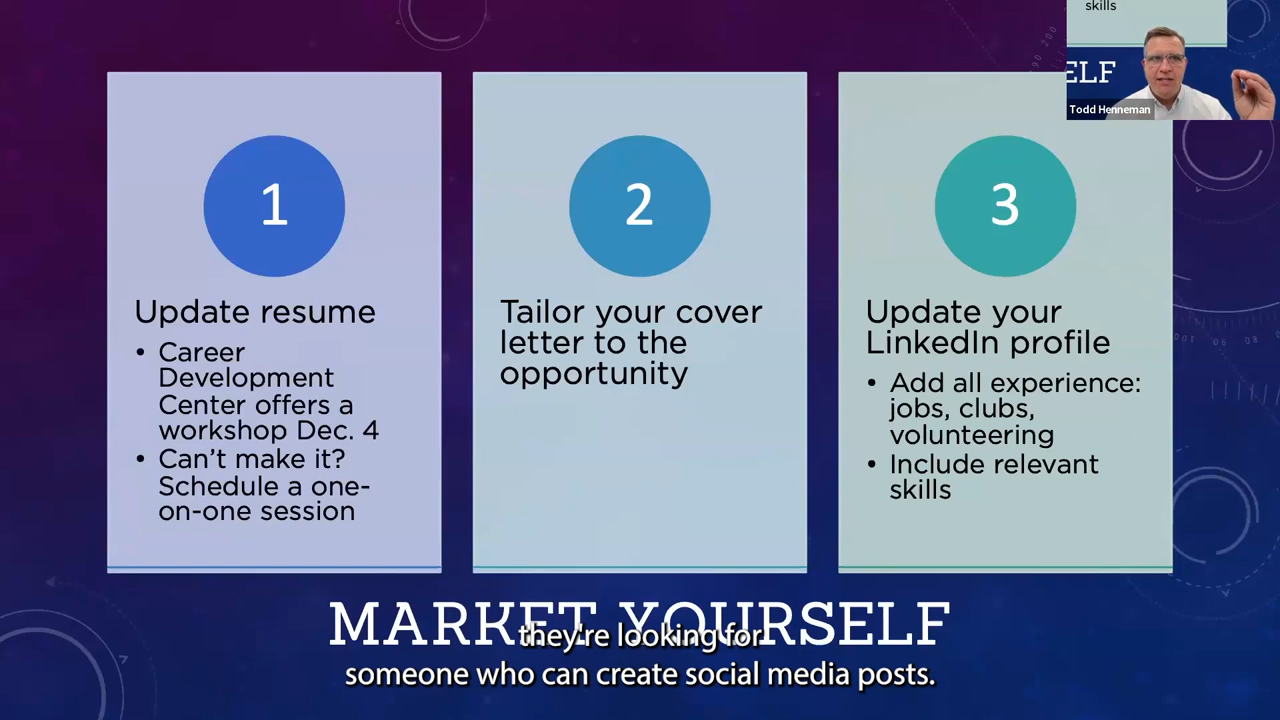 skills
ELF
Todd Henneman
1
Update resume
• Career
Development
Center offers a
workshop Dec. 4
• Can't make it?
Schedule a one-
on-one session
2
Tailor your cover
letter to the
opportunity
3
Update your
LinkedIn profile
• Add all experience:
jobs, clubs,
volunteering
• Include relevant
skills
MARKET YOURSELF
they're looking for
someone who can create social media posts.